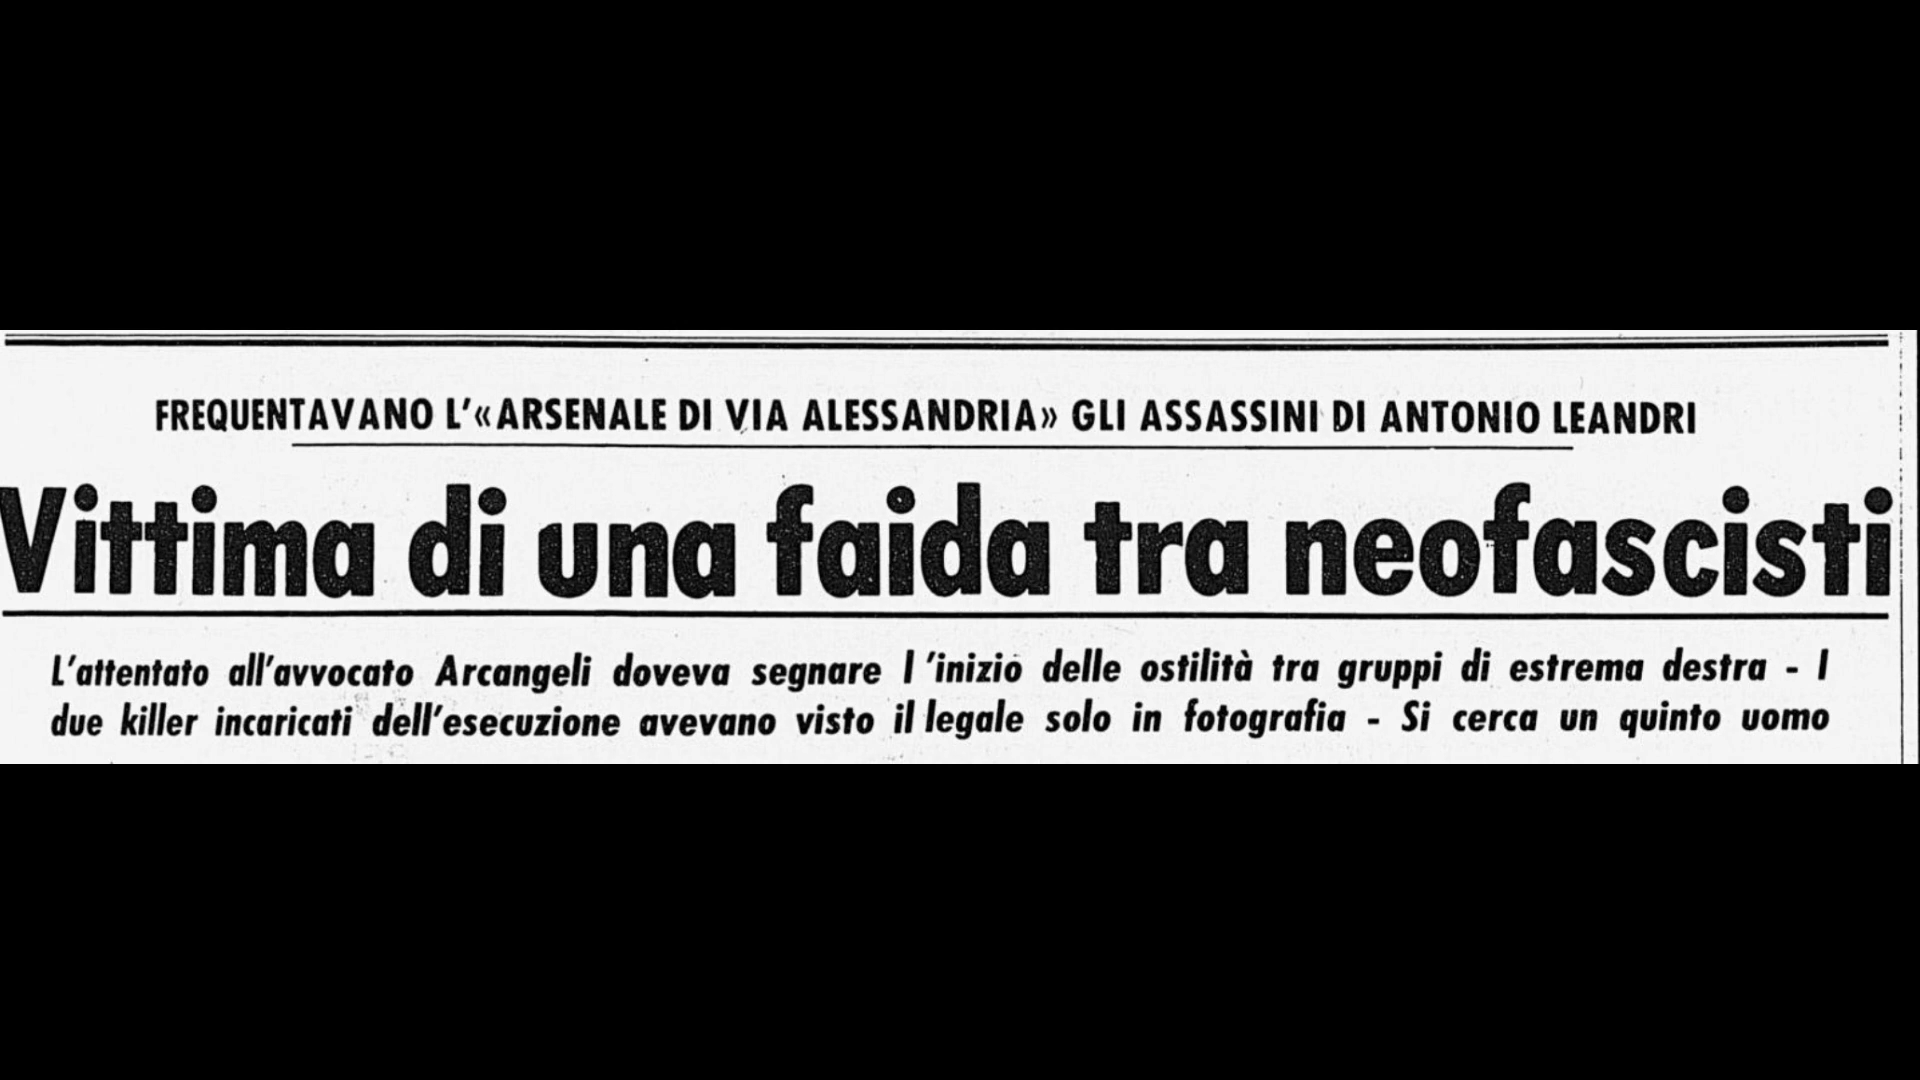 FREQUENTAVANO L'«ARSENALE DI VIA ALESSANDRIA» GLI ASSASSINI DI ANTONIO LEANDRI
Vittima di una faida tra neofascisti
L'attentato all'avvocato Arcangeli doveva segnare l'inizio delle ostilità tra gruppi di estrema destra - I
due killer incaricati dell'esecuzione avevano visto il legale solo in fotografia - Si cerca un quinto uomo